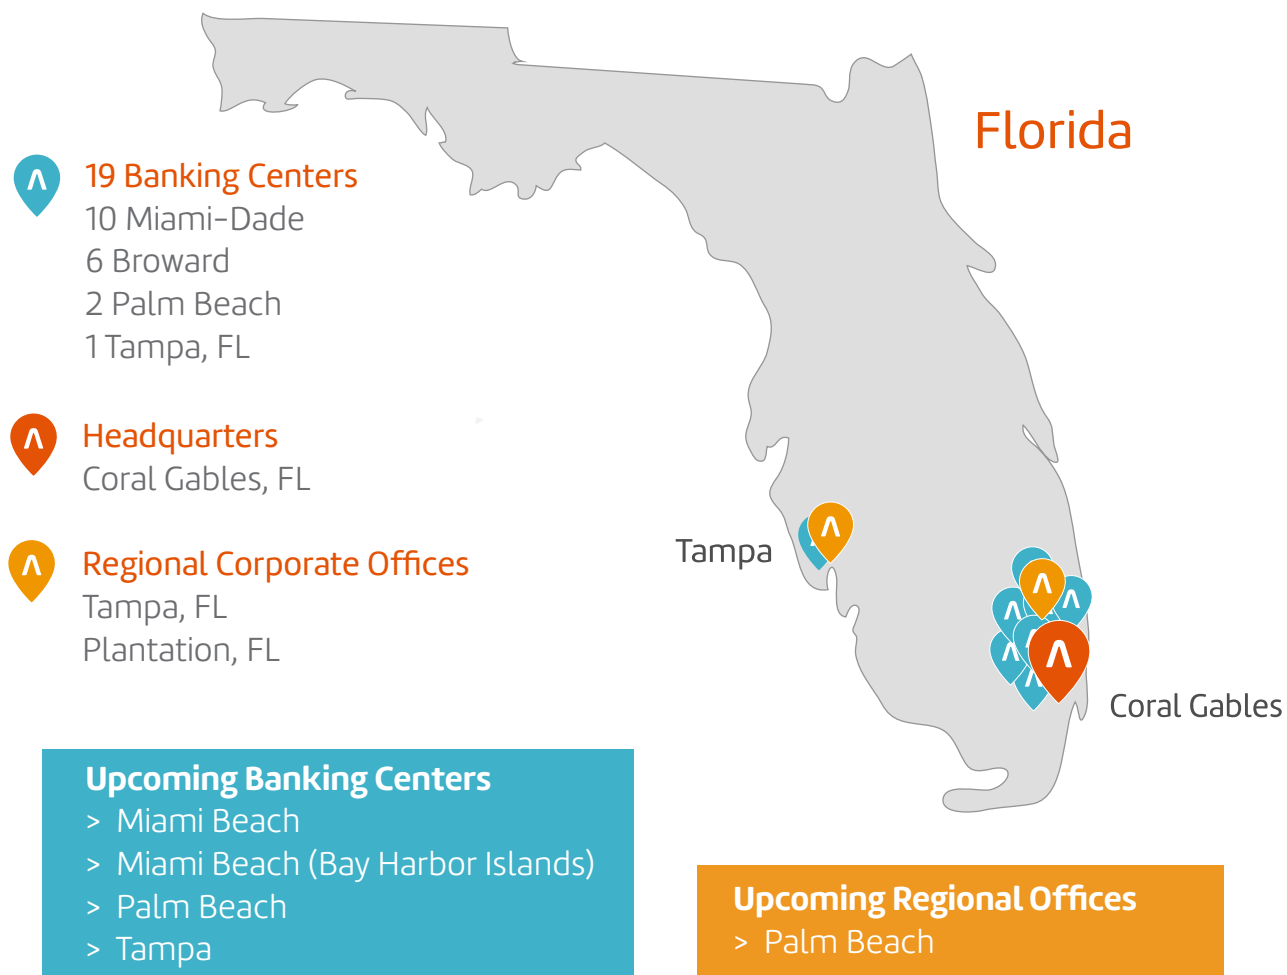 Florida
19 Banking Centers
10 Miami-Dade
6 Broward
2 Palm Beach
1 Tampa, FL
Headquarters
Coral Gables, FL
Regional Corporate Offices
Tampa, FL
Plantation, FL
Tampa
Coral Gables
Upcoming Banking Centers
> Miami Beach
> Miami Beach (Bay Harbor Islands)
> Palm Beach
> Tampa
Upcoming Regional Offices
> Palm Beach